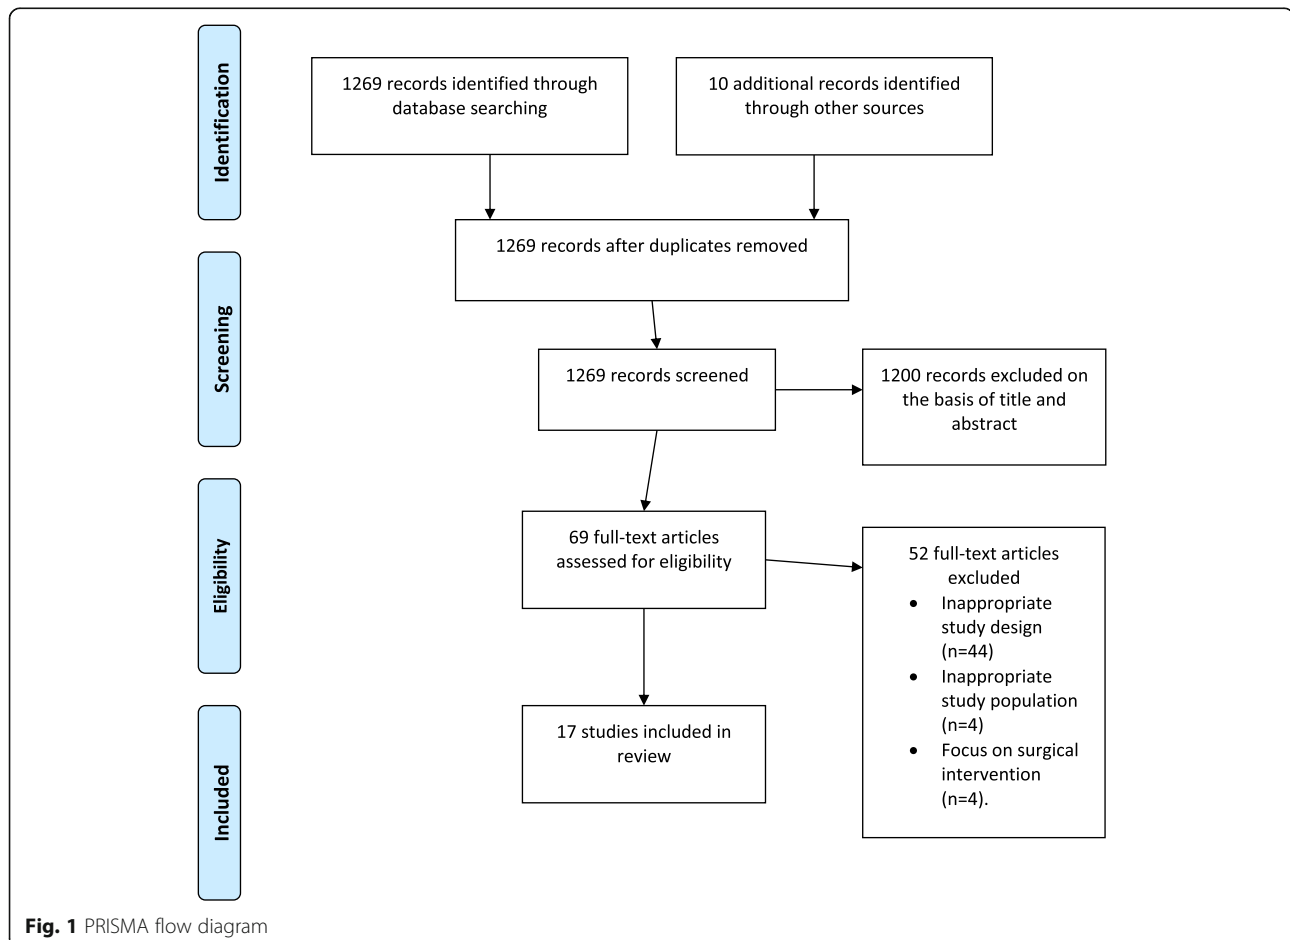 Identification
1269 records identified through
database searching
10 additional records identified
through other sources
1269 records after duplicates removed
Screening
1269 records screened
1200 records excluded on
the basis of title and
abstract
Eligibility
69 full-text articles
assessed for eligibility
52 full-text articles
excluded
• Inappropriate
study design
(n=44)
• Inappropriate
study population
(n=4)
• Focus on surgical
intervention
(n=4).
Included
17 studies included in
review
Fig. 1 PRISMA flow diagram